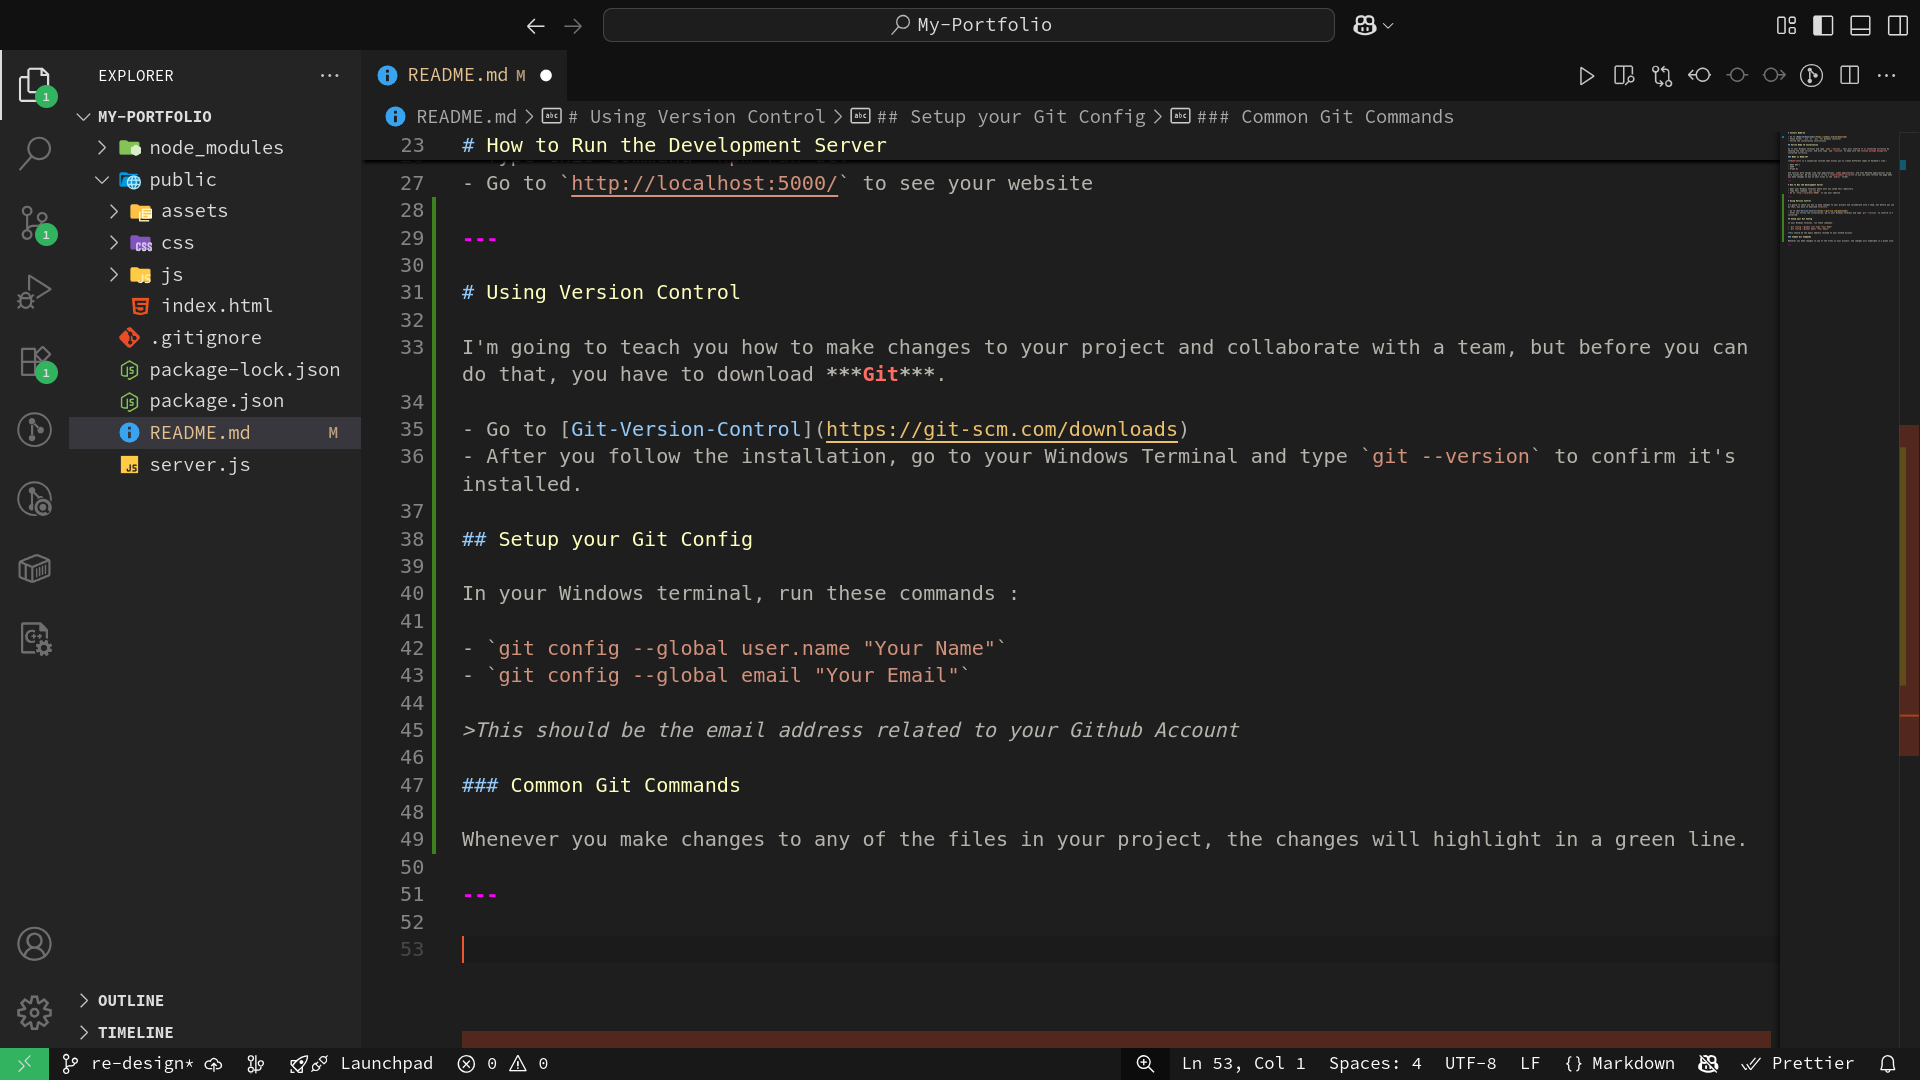 My-Portfolio
EXPLORER
README.md M
1
README.md > # Using Version Control > ## Setup your Git Config > ### Common Git Commands
MY-PORTFOLIO
node_modules
public
assets
css
js
index.html
.gitignore
package-lock.json
package.json
README.md M
server.js
1
1
OUTLINE
TIMELINE
23 # How to Run the Development Server
27 - Go to `http://localhost:5000/` to see your website
28
29 ---
30
31 # Using Version Control
32
33 I'm going to teach you how to make changes to your project and collaborate with a team, but before you can
do that, you have to download ***Git***.
34
35 - Go to [Git-Version-Control](https://git-scm.com/downloads)
36 - After you follow the installation, go to your Windows Terminal and type `git --version` to confirm it's
installed.
37
38 ## Setup your Git Config
39
40 In your Windows terminal, run these commands :
41
42 - `git config --global user.name "Your Name"`
43 - `git config --global email "Your Email"`
44
45 >This should be the email address related to your Github Account
46
47 ### Common Git Commands
48
49 Whenever you make changes to any of the files in your project, the changes will highlight in a green line.
50
51 ---
52
53
re-design* Launchpad 0 0 Ln 53, Col 1 Spaces: 4 UTF-8 LF {} Markdown Prettier